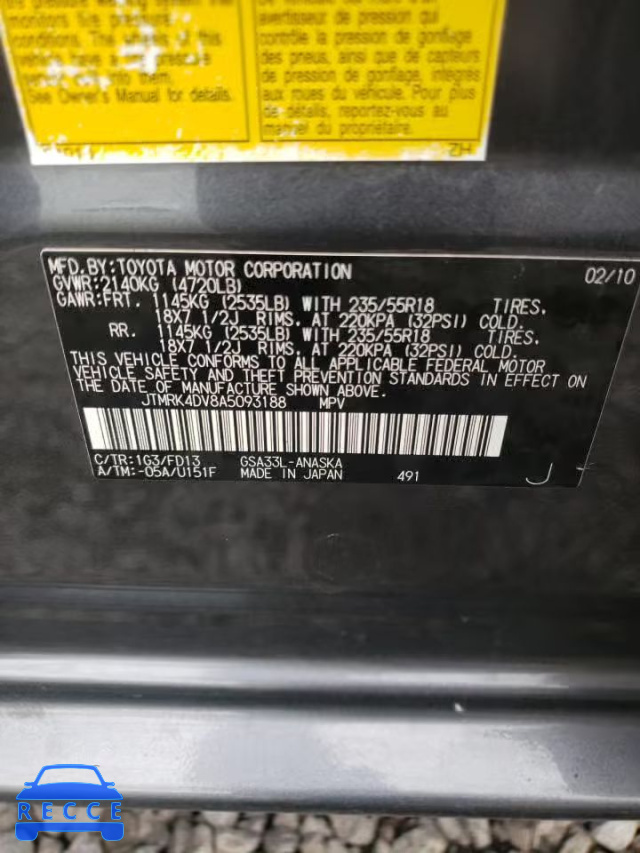 monitors tire pressure
conditions. The wheels of this
vehicle have
into them.
See Owner's Manual for details.
avertisseur de pression qui
contrôle la pression de gonflage
des pneus, ainsi que de capteurs
de pression de gonflage, intégrés
aux roues du véhicule. Pour plus
de détails, reportez-vous au
manuel du propriétaire.
ZH
MFD.BY:TOYOTA MOTOR CORPORATION 02/10
GVWR:2140KG (4720LB)
GAWR:FRT. 1145KG (2535LB) WITH 235/55R18 TIRES.
18X7 1/2J RIMS. AT 220KPA (32PSI) COLD.
RR. 1145KG (2535LB) WITH 235/55R18 TIRES.
18X7 1/2J RIMS. AT 220KPA (32PSI) COLD.
THIS VEHICLE CONFORMS TO ALL APPLICABLE FEDERAL MOTOR
VEHICLE SAFETY AND THEFT PREVENTION STANDARDS IN EFFECT ON
THE DATE OF MANUFACTURE SHOWN ABOVE.
JTMRK4DV8A5093188 MPV
C/TR:1G3/FD13 GSA33L-ANASKA
A/TM:-05A/U151F MADE IN JAPAN 491 J
RECCE